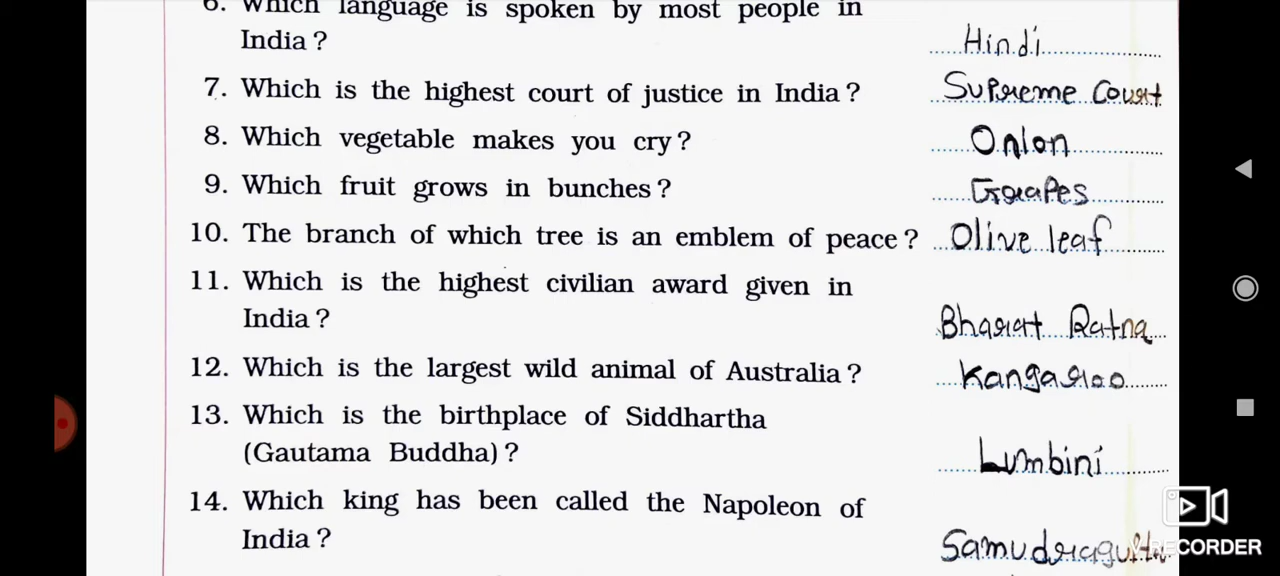 6. Which language is spoken by most people in
India ? Hindi
7. Which is the highest court of justice in India ? Supreme Court
8. Which vegetable makes you cry ? Onion
9. Which fruit grows in bunches ? Grapes
10. The branch of which tree is an emblem of peace ? Olive leaf
11. Which is the highest civilian award given in
India ? Bharat Ratna
12. Which is the largest wild animal of Australia ? Kangaroo
13. Which is the birthplace of Siddhartha
(Gautama Buddha) ? Lumbini
14. Which king has been called the Napoleon of
India ? Samudragupta
RECORDER